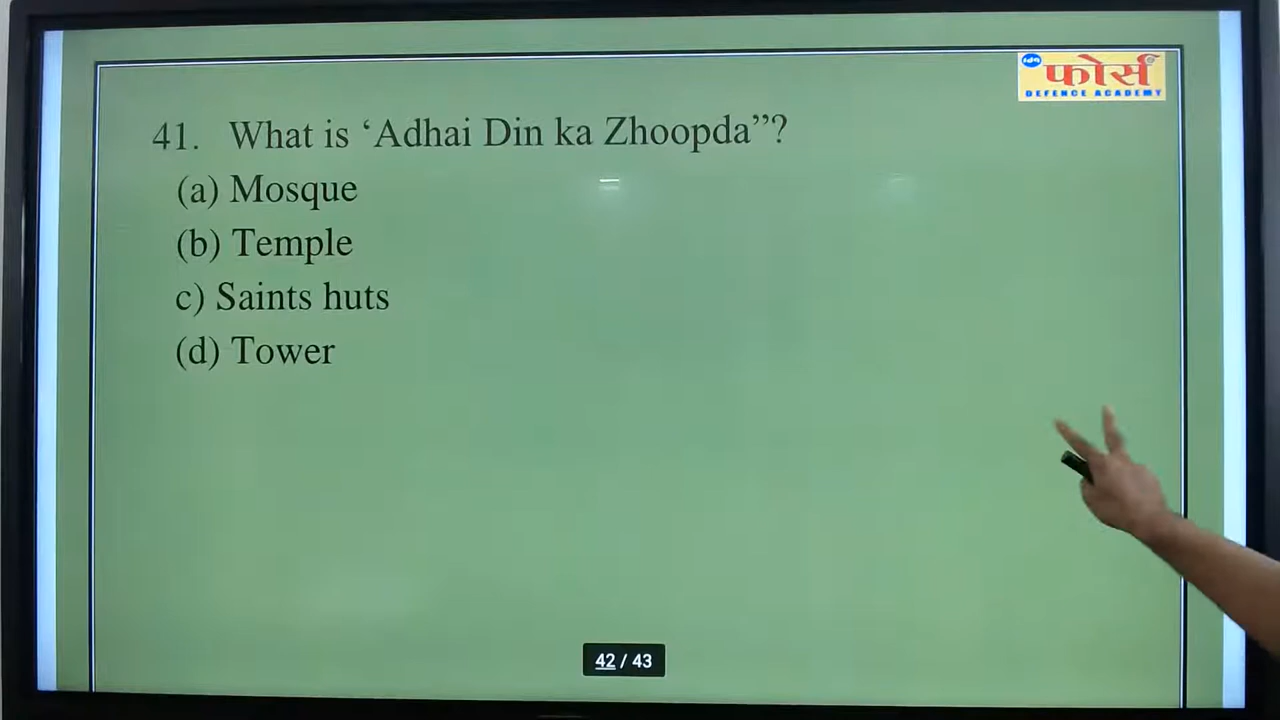 फोर्स
DEFENCE ACADEMY
41. What is ‘Adhai Din ka Zhoopda”?
(a) Mosque
(b) Temple
c) Saints huts
(d) Tower
42 / 43